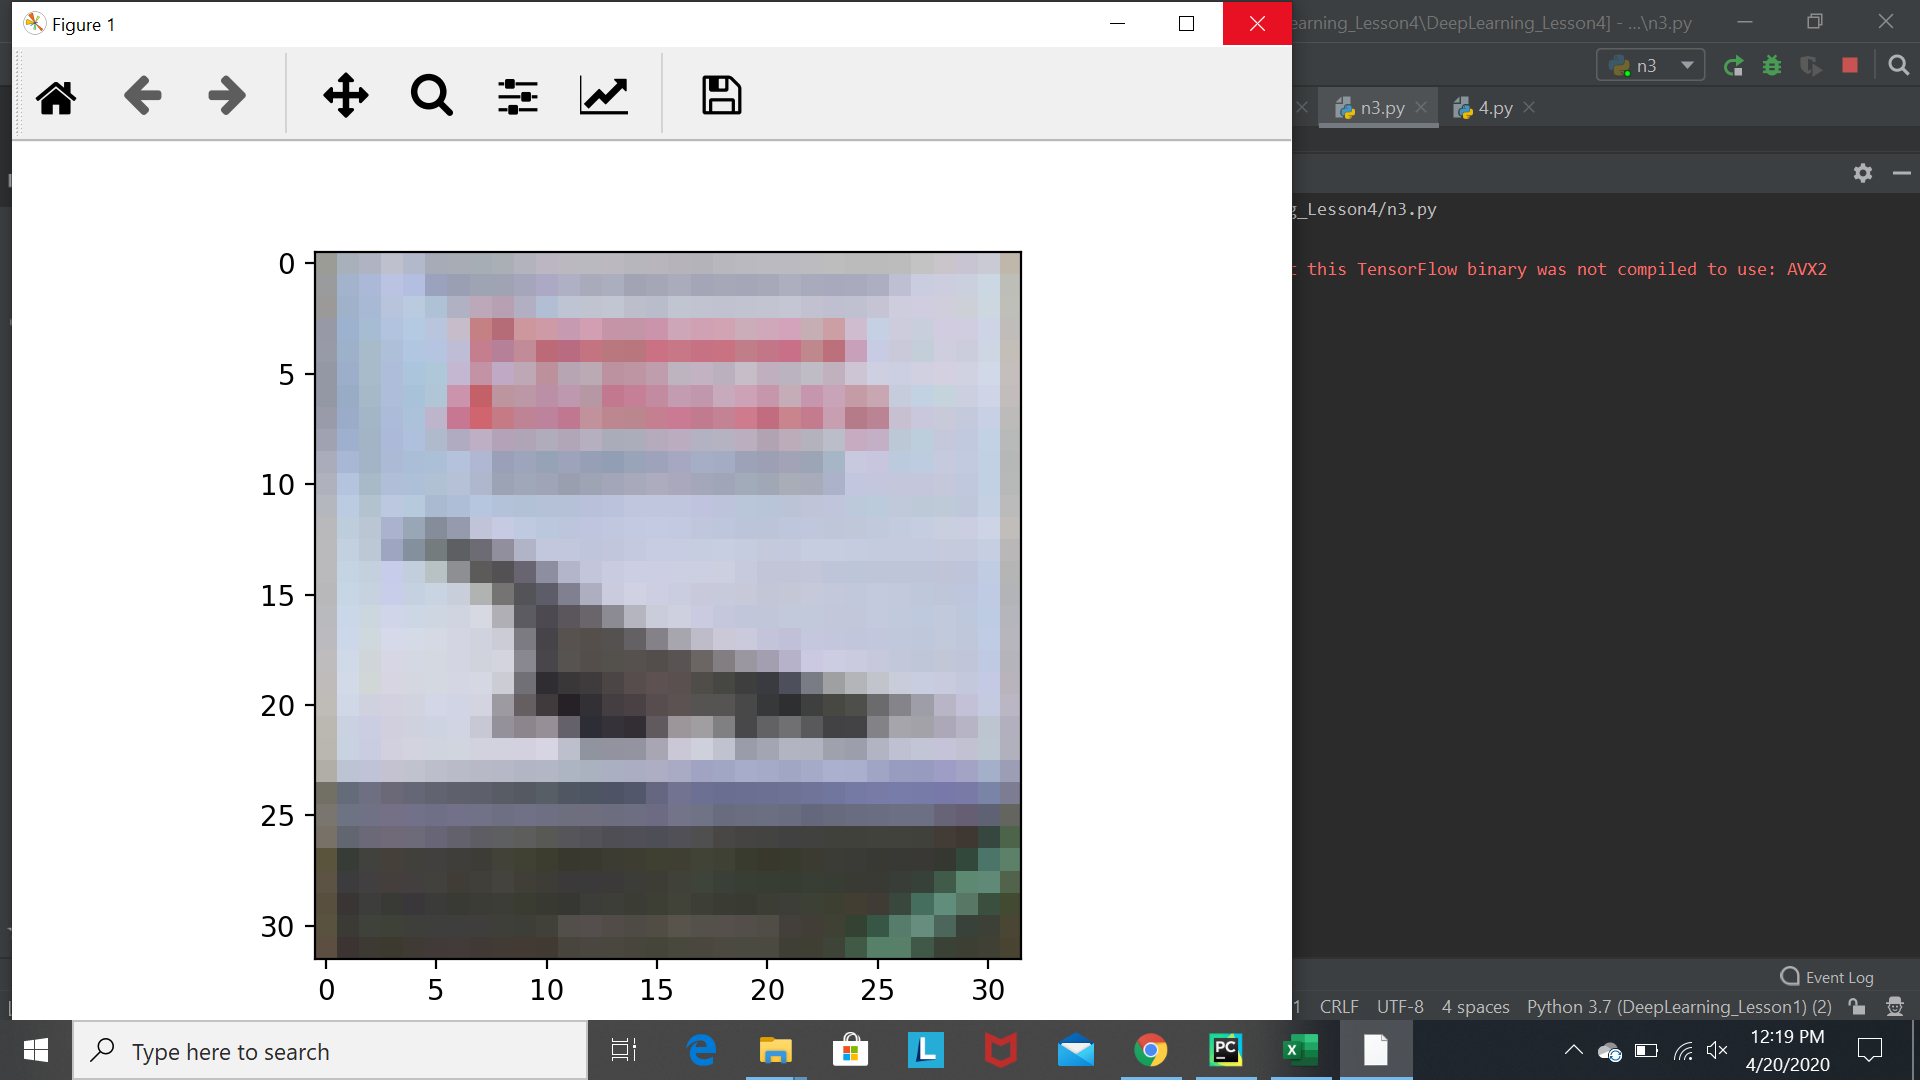 Figure 1
earning_Lesson4\DeepLearning_Lesson4] - ...\n3.py
n3
n3.py
4.py
_Lesson4/n3.py
this TensorFlow binary was not compiled to use: AVX2
0
5
10
15
20
25
30
0 5 10 15 20 25 30
Event Log
1 CRLF UTF-8 4 spaces Python 3.7 (DeepLearning_Lesson1) (2)
Type here to search
L
PC
X
12:19 PM
4/20/2020